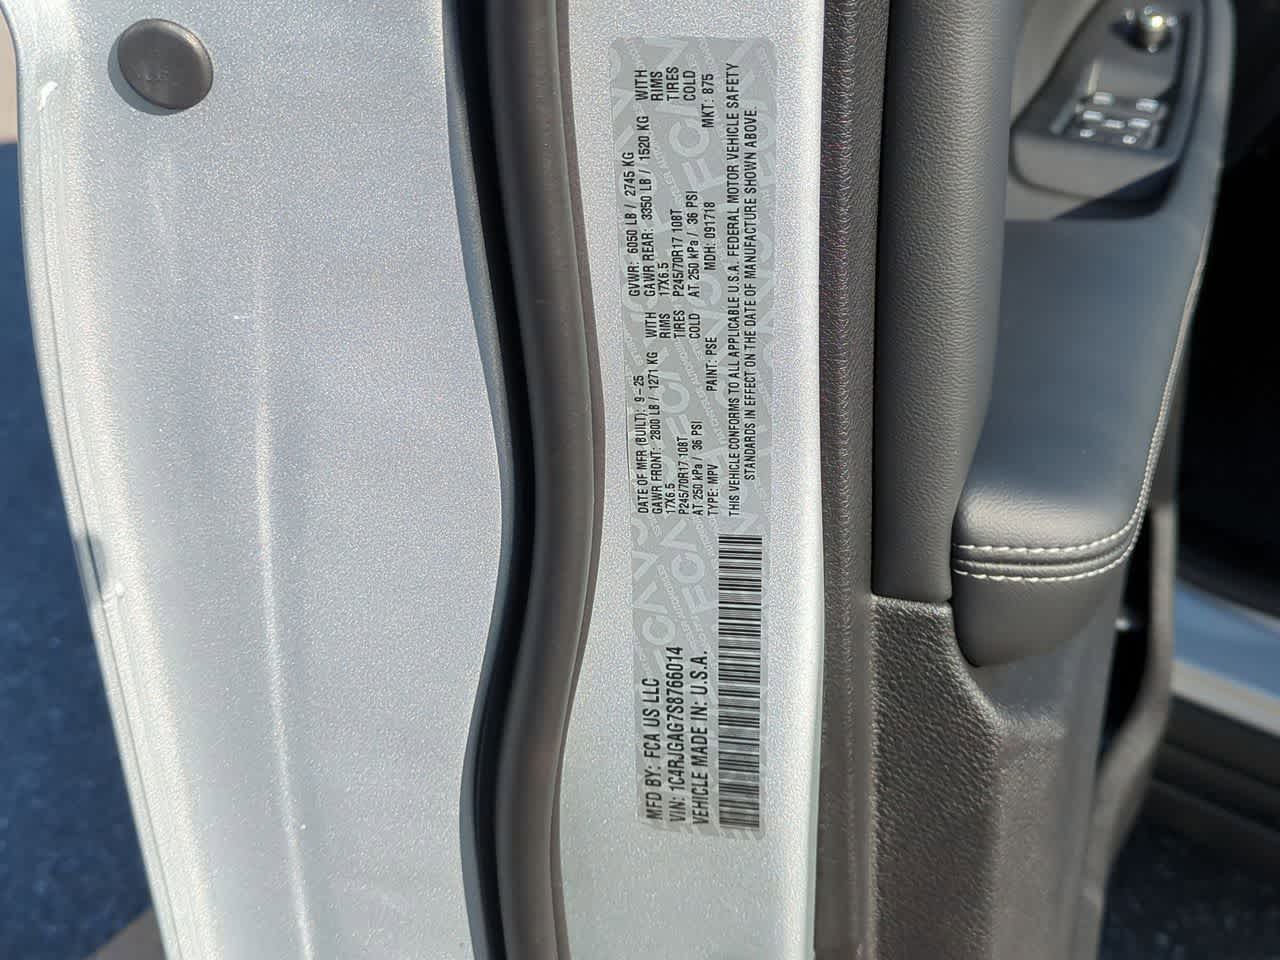 MFD BY: FCA US LLC
VIN: 1C4RJGAG7S8766014
VEHICLE MADE IN: U.S.A.
DATE OF MFR (BUILT): 9-25 GVWR: 6050 LB / 2745 KG
GAWR FRONT: 2800 LB / 1271 KG WITH GAWR REAR: 3350 LB / 1520 KG WITH
17X6.5 RIMS 17X6.5 RIMS
P245/70R17 108T TIRES P245/70R17 108T TIRES
AT 250 kPa / 36 PSI COLD AT 250 kPa / 36 PSI COLD
TYPE: MPV PAINT: PSE MDH: 091718 MKT: 875
THIS VEHICLE CONFORMS TO ALL APPLICABLE U.S.A. FEDERAL MOTOR VEHICLE SAFETY
STANDARDS IN EFFECT ON THE DATE OF MANUFACTURE SHOWN ABOVE.